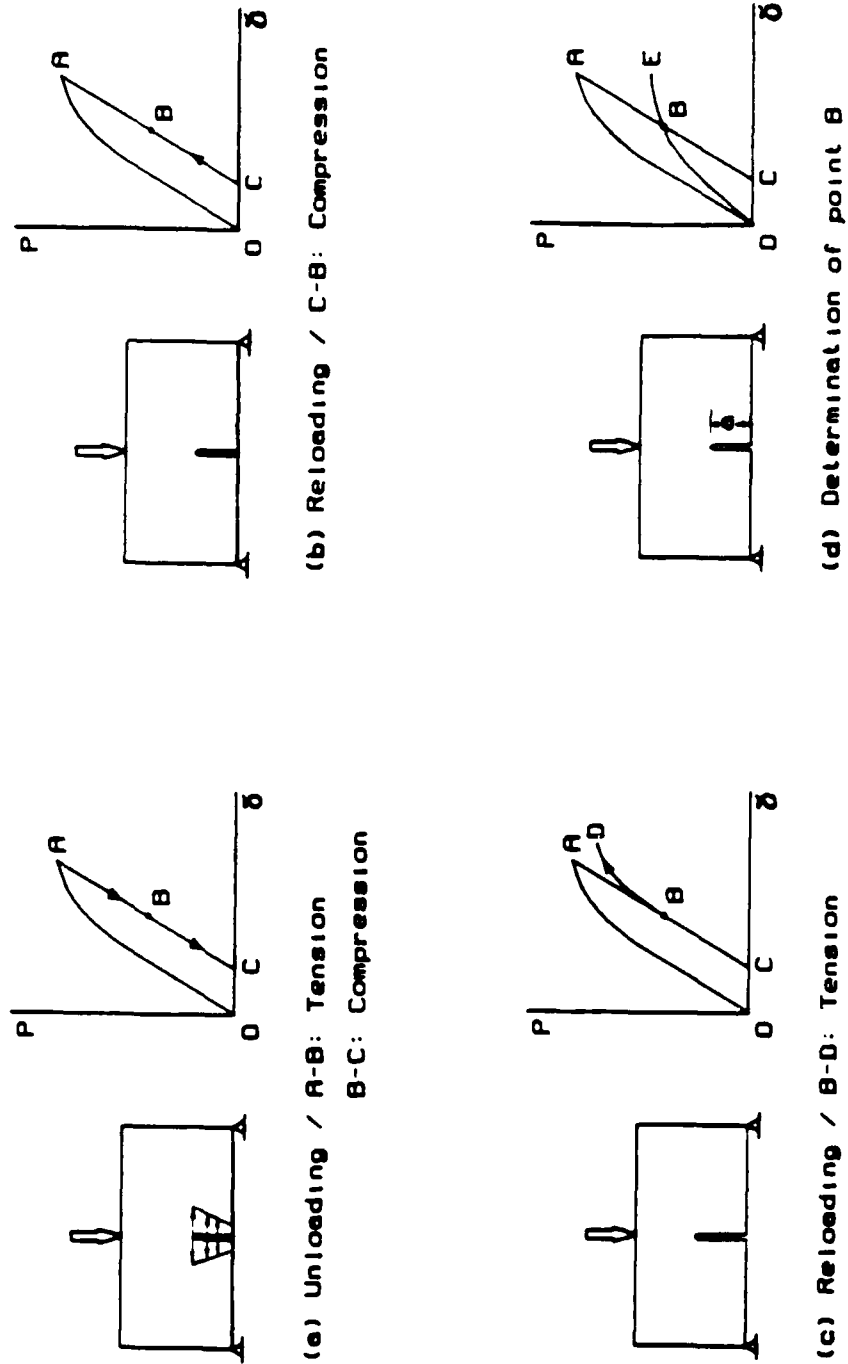 P
A
B
O
C
δ
(a) Unloading / A-B: Tension
B-C: Compression
P
A
B
O
C
δ
(b) Reloading / C-B: Compression
P
A
D
B
O
C
δ
(c) Reloading / B-D: Tension
a
P
A
E
B
O
C
δ
(d) Determination of point B